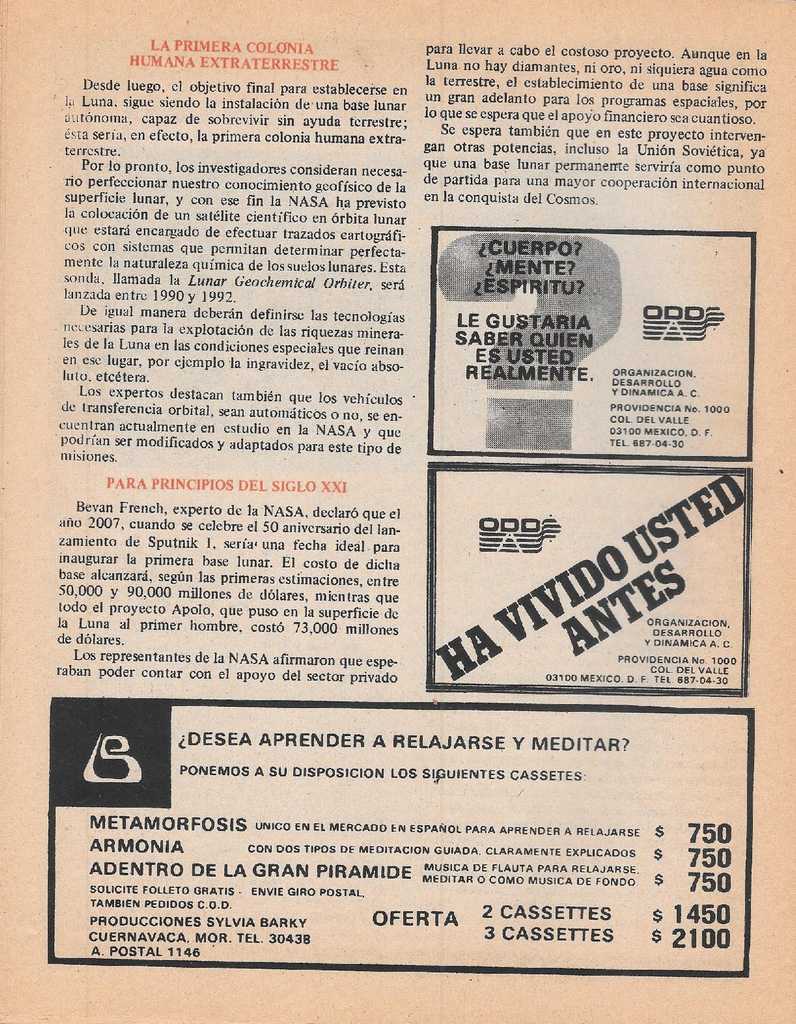 LA PRIMERA COLONIA
HUMANA EXTRATERRESTRE
Desde luego, el objetivo final para establecerse en
la Luna, sigue siendo la instalación de una base lunar
autónoma, capaz de sobrevivir sin ayuda terrestre;
ésta sería, en efecto, la primera colonia humana extra-
terrestre.
Por lo pronto, los investigadores consideran necesa-
rio perfeccionar nuestro conocimiento geofísico de la
superficie lunar, y con ese fin la NASA ha previsto
la colocación de un satélite científico en órbita lunar
que estará encargado de efectuar trazados cartográfi-
cos con sistemas que permitan determinar perfecta-
mente la naturaleza química de los suelos lunares. Esta
sonda, llamada la Lunar Geochemical Orbiter, será
lanzada entre 1990 y 1992.
De igual manera deberán definirse las tecnologías
necesarias para la explotación de las riquezas minera-
les de la Luna en las condiciones especiales que reinan
en ese lugar, por ejemplo la ingravidez, el vacío abso-
luto, etcétera.
Los expertos destacan también que los vehículos
de transferencia orbital, sean automáticos o no, se en-
cuentran actualmente en estudio en la NASA y que
podrían ser modificados y adaptados para este tipo de
misiones.
PARA PRINCIPIOS DEL SIGLO XXI
Bevan French, experto de la NASA, declaró que el
año 2007, cuando se celebre el 50 aniversario del lan-
zamiento de Sputnik I, sería una fecha ideal para
inaugurar la primera base lunar. El costo de dicha
base alcanzará, según las primeras estimaciones, entre
50,000 y 90,000 millones de dólares, mientras que
todo el proyecto Apolo, que puso en la superficie de
la Luna al primer hombre, costó 73,000 millones
de dólares.
Los representantes de la NASA afirmaron que espe-
raban poder contar con el apoyo del sector privado
para llevar a cabo el costoso proyecto. Aunque en la
Luna no hay diamantes, ni oro, ni siquiera agua como
la terrestre, el establecimiento de una base significa
un gran adelanto para los programas espaciales, por
lo que se espera que el apoyo financiero sea cuantioso.
Se espera también que en este proyecto interven-
gan otras potencias, incluso la Unión Soviética, ya
que una base lunar permanente serviría como punto
de partida para una mayor cooperación internacional
en la conquista del Cosmos.
¿CUERPO?
¿MENTE?
¿ESPIRITU?
LE GUSTARIA
SABER QUIEN
ES USTED
REALMENTE.
ODD
ORGANIZACION,
DESARROLLO
Y DINAMICA A. C.
PROVIDENCIA No. 1000
COL. DEL VALLE
03100 MEXICO, D. F.
TEL. 687-04-30
ODD
HA VIVIDO USTED
ANTES
ORGANIZACION,
DESARROLLO
Y DINAMICA A. C.
PROVIDENCIA No. 1000
COL. DEL VALLE
03100 MEXICO, D. F. TEL. 687-04-30
¿DESEA APRENDER A RELAJARSE Y MEDITAR?
PONEMOS A SU DISPOSICION LOS SIGUIENTES CASSETES:
METAMORFOSIS UNICO EN EL MERCADO EN ESPAÑOL PARA APRENDER A RELAJARSE $ 750
ARMONIA CON DOS TIPOS DE MEDITACION GUIADA, CLARAMENTE EXPLICADOS $ 750
ADENTRO DE LA GRAN PIRAMIDE MUSICA DE FLAUTA PARA RELAJARSE,
MEDITAR O COMO MUSICA DE FONDO $ 750
SOLICITE FOLLETO GRATIS - ENVIE GIRO POSTAL,
TAMBIEN PEDIDOS C.O.D.
PRODUCCIONES SYLVIA BARKY
CUERNAVACA, MOR. TEL. 30438
A. POSTAL 1146
OFERTA 2 CASSETTES $ 1450
3 CASSETTES $ 2100